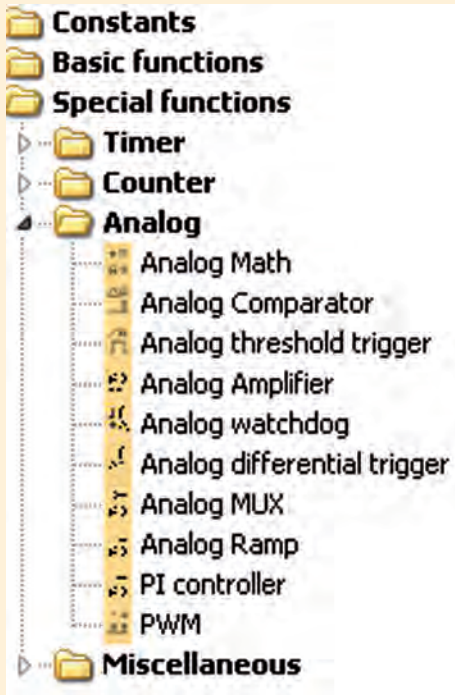 Constants
Basic functions
Special functions
Timer
Counter
Analog
Analog Math
Analog Comparator
Analog threshold trigger
Analog Amplifier
Analog watchdog
Analog differential trigger
Analog MUX
Analog Ramp
PI controller
PWM
Miscellaneous